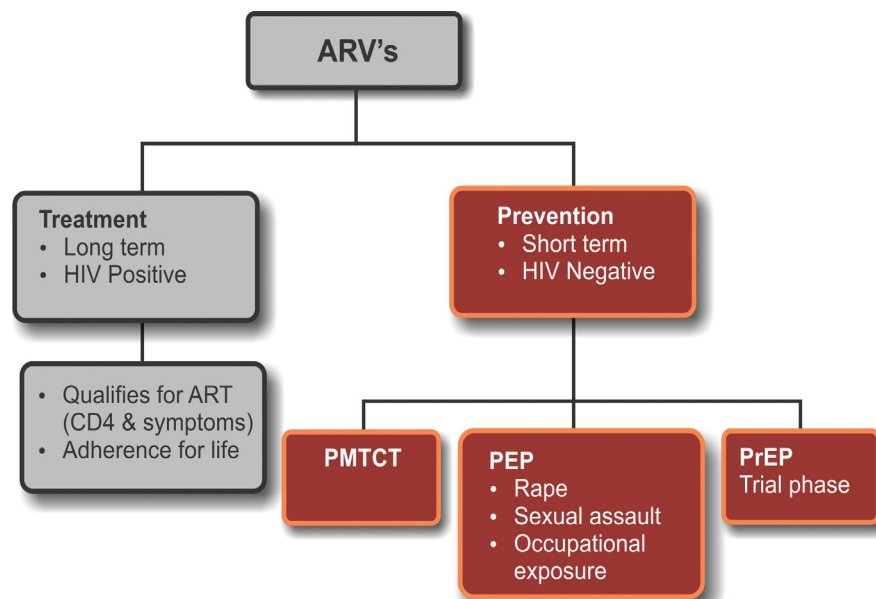 ARV's
Treatment
• Long term
• HIV Positive
Prevention
• Short term
• HIV Negative
• Qualifies for ART
(CD4 & symptoms)
• Adherence for life
PMTCT
PEP
• Rape
• Sexual assault
• Occupational
exposure
PrEP
Trial phase